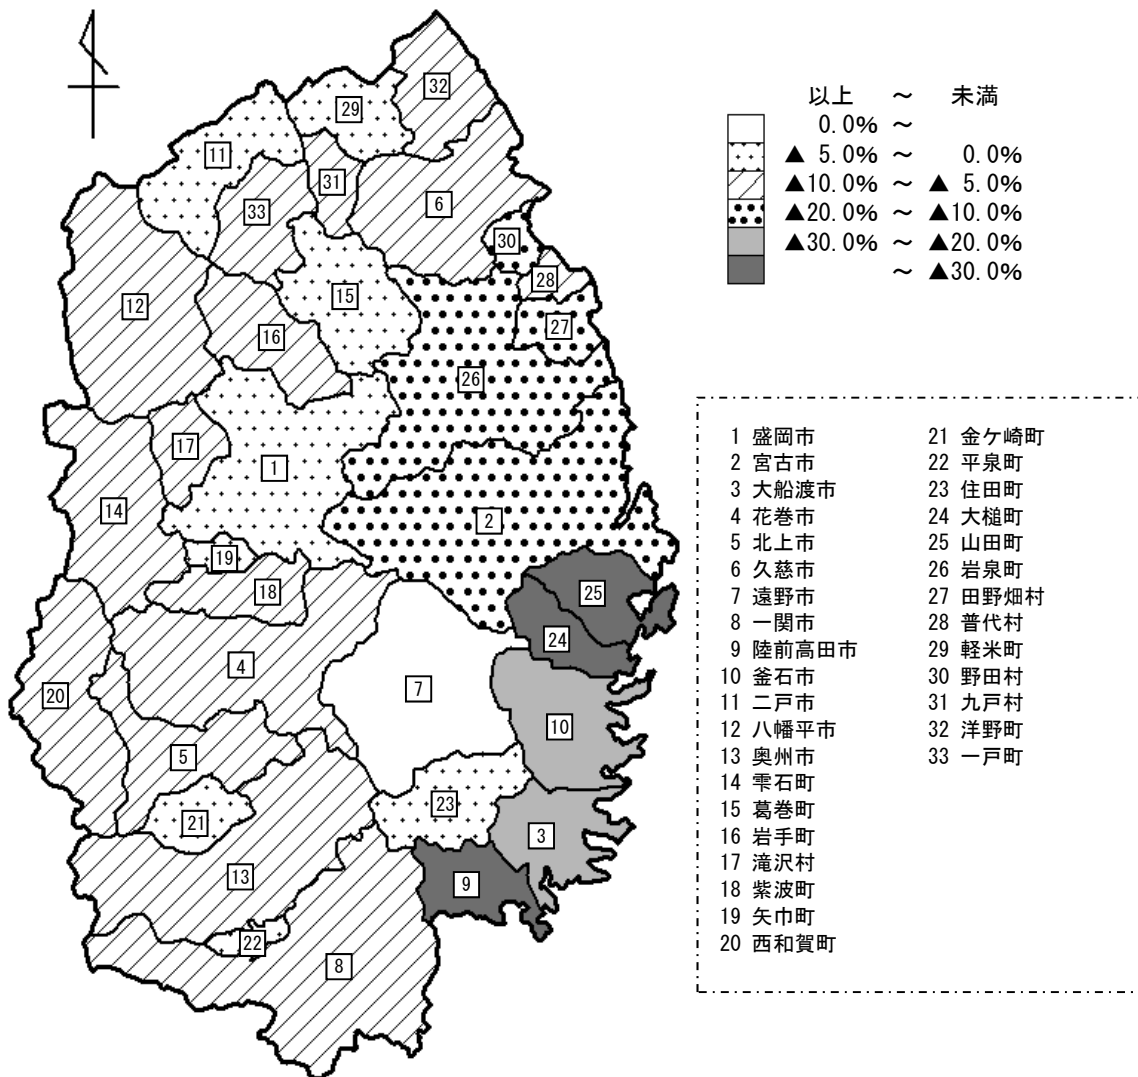 以上 ～ 未満
0.0% ～
▲ 5.0% ～ 0.0%
▲10.0% ～ ▲ 5.0%
▲20.0% ～ ▲10.0%
▲30.0% ～ ▲20.0%
～ ▲30.0%
32
29
11
31
33
6
30
28
15
12
27
16
26
17
1
14
2
19
18
25
24
4
7
20
10
5
23
21
3
13
9
22
8
1 盛岡市
2 宮古市
3 大船渡市
4 花巻市
5 北上市
6 久慈市
7 遠野市
8 一関市
9 陸前高田市
10 釜石市
11 二戸市
12 八幡平市
13 奥州市
14 雫石町
15 葛巻町
16 岩手町
17 滝沢村
18 紫波町
19 矢巾町
20 西和賀町
21 金ケ崎町
22 平泉町
23 住田町
24 大槌町
25 山田町
26 岩泉町
27 田野畑村
28 普代村
29 軽米町
30 野田村
31 九戸村
32 洋野町
33 一戸町